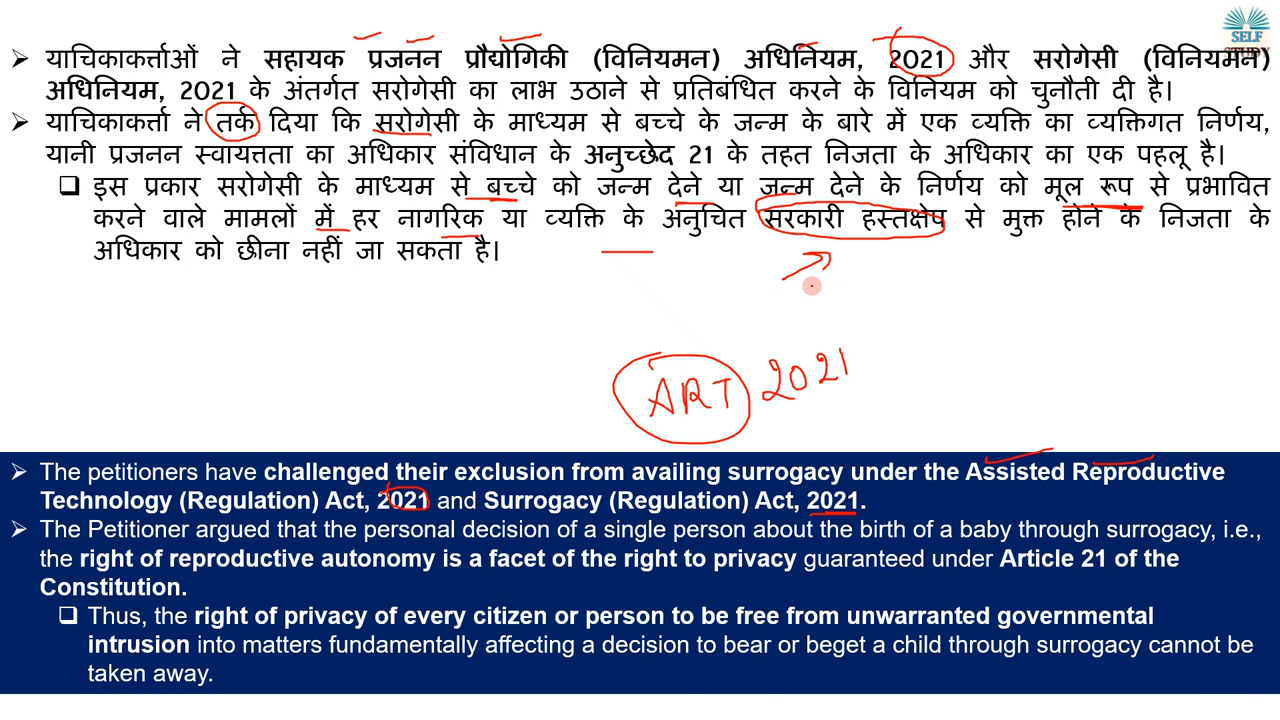 SELF
STUDY
➢ याचिकाकर्त्ताओं ने सहायक प्रजनन प्रौद्योगिकी (विनियमन) अधिनियम, 2021 और सरोगेसी (विनियमन)
अधिनियम, 2021 के अंतर्गत सरोगेसी का लाभ उठाने से प्रतिबंधित करने के विनियम को चुनौती दी है।
➢ याचिकाकर्त्ता ने तर्क दिया कि सरोगेसी के माध्यम से बच्चे के जन्म के बारे में एक व्यक्ति का व्यक्तिगत निर्णय,
यानी प्रजनन स्वायत्तता का अधिकार संविधान के अनुच्छेद 21 के तहत निजता के अधिकार का एक पहलू है।
❑ इस प्रकार सरोगेसी के माध्यम से बच्चे को जन्म देने या जन्म देने के निर्णय को मूल रूप से प्रभावित
करने वाले मामलों में हर नागरिक या व्यक्ति के अनुचित सरकारी हस्तक्षेप से मुक्त होने के निजता के
अधिकार को छीना नहीं जा सकता है।
ART 2021
➢ The petitioners have challenged their exclusion from availing surrogacy under the Assisted Reproductive
Technology (Regulation) Act, 2021 and Surrogacy (Regulation) Act, 2021.
➢ The Petitioner argued that the personal decision of a single person about the birth of a baby through surrogacy, i.e.,
the right of reproductive autonomy is a facet of the right to privacy guaranteed under Article 21 of the
Constitution.
❑ Thus, the right of privacy of every citizen or person to be free from unwarranted governmental
intrusion into matters fundamentally affecting a decision to bear or beget a child through surrogacy cannot be
taken away.